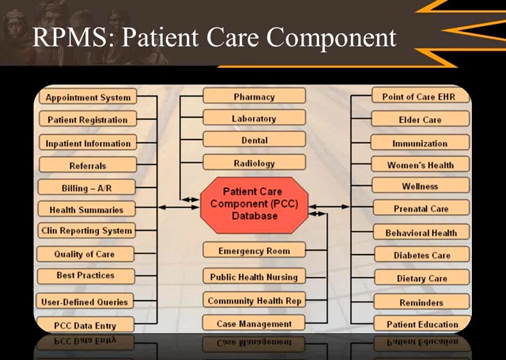 RPMS: Patient Care Component
Appointment System
Patient Registration
Inpatient Information
Referrals
Billing – A/R
Health Summaries
Clin Reporting System
Quality of Care
Best Practices
User-Defined Queries
PCC Data Entry
Pharmacy
Laboratory
Dental
Radiology
Patient Care
Component (PCC)
Database
Emergency Room
Public Health Nursing
Community Health Rep
Case Management
Point of Care EHR
Elder Care
Immunization
Women's Health
Wellness
Prenatal Care
Behavioral Health
Diabetes Care
Dietary Care
Reminders
Patient Education